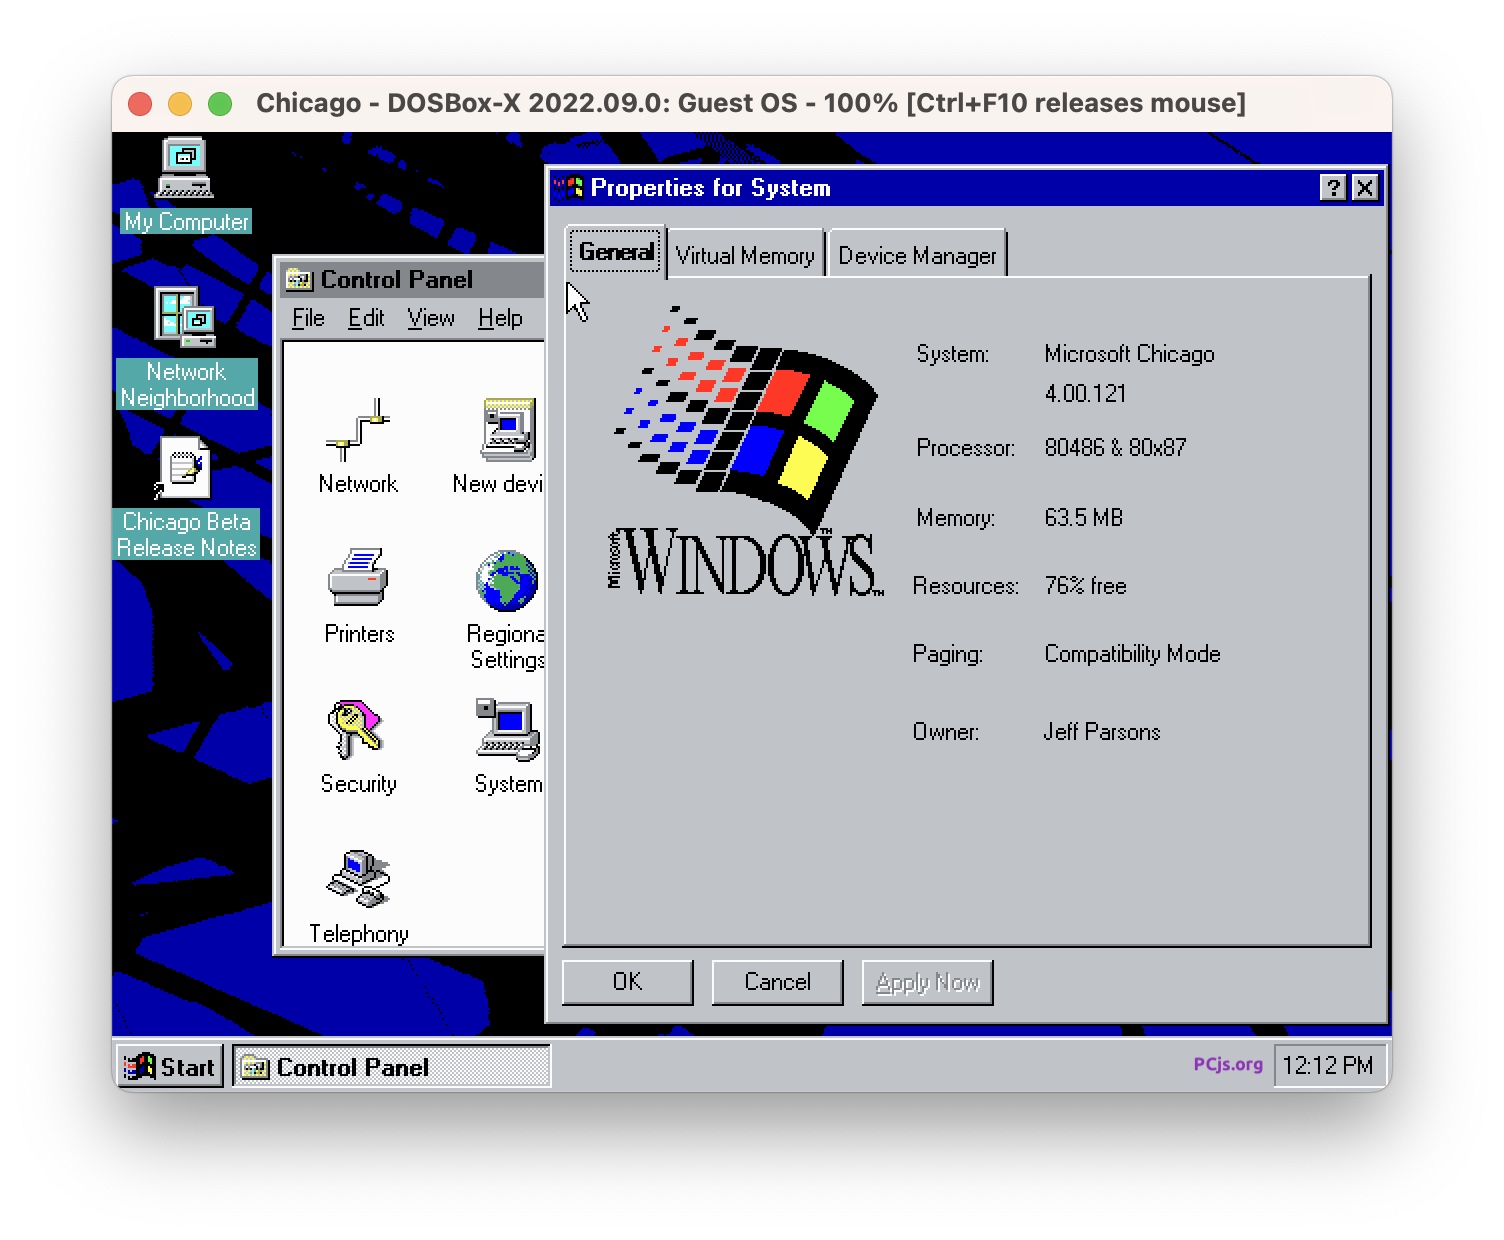 Chicago - DOSBox-X 2022.09.0: Guest OS - 100% [Ctrl+F10 releases mouse]
My Computer
Network
Neighborhood
Chicago Beta
Release Notes
Control Panel
File Edit View Help
Network
New devi
Printers
Regiona
Settings
Security
System
Telephony
Properties for System
General Virtual Memory Device Manager
Microsoft WINDOWS™
System: Microsoft Chicago
4.00.121
Processor: 80486 & 80x87
Memory: 63.5 MB
Resources: 76% free
Paging: Compatibility Mode
Owner: Jeff Parsons
OK Cancel Apply Now
Start Control Panel PCjs.org 12:12 PM